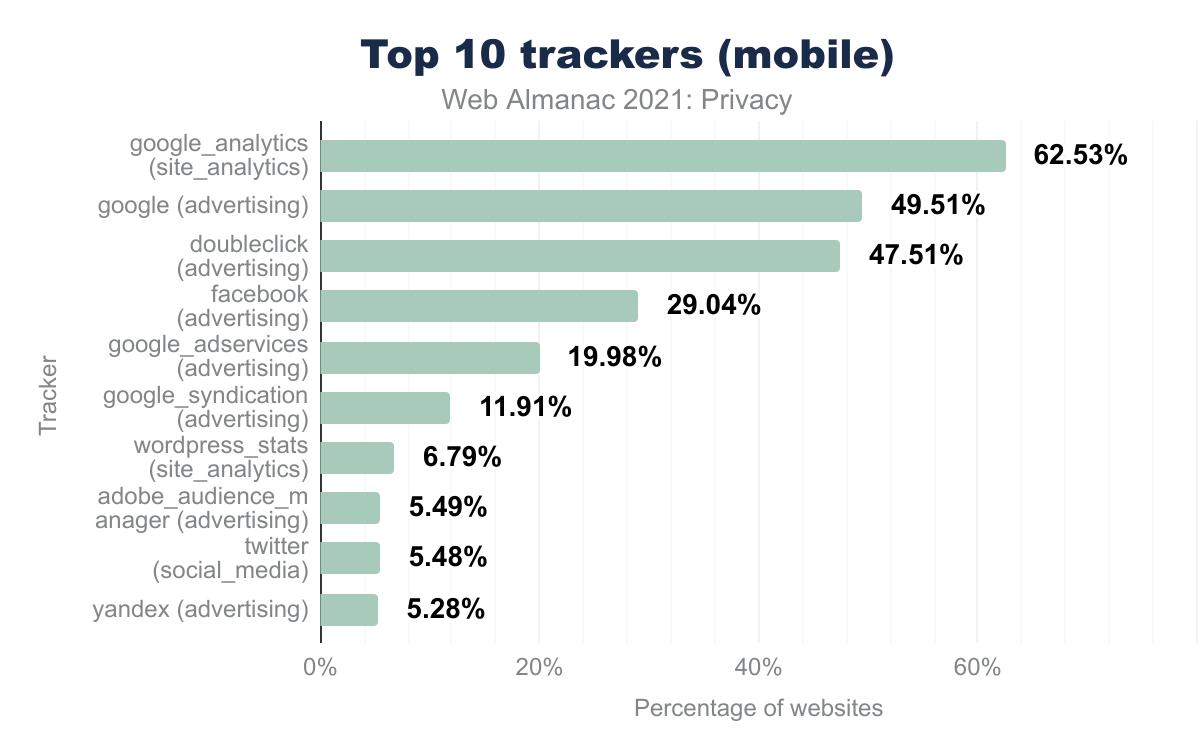 Top 10 trackers (mobile)
Web Almanac 2021: Privacy
Tracker
google_analytics
(site_analytics)
62.53%
google (advertising)
49.51%
doubleclick
(advertising)
47.51%
facebook
(advertising)
29.04%
google_adservices
(advertising)
19.98%
google_syndication
(advertising)
11.91%
wordpress_stats
(site_analytics)
6.79%
adobe_audience_m
anager (advertising)
5.49%
twitter
(social_media)
5.48%
yandex (advertising)
5.28%
0% 20% 40% 60%
Percentage of websites